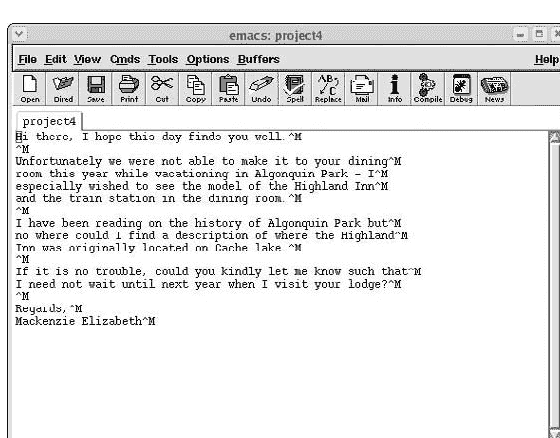 emacs: project4
File Edit View Cmds Tools Options Buffers Help
Open Dired Save Print Cut Copy Paste Undo Spell Replace Mail Info Compile Debug News
project4
Hi there, I hope this day finds you well.^M
^M
Unfortunately we were not able to make it to your dining^M
room this year while vacationing in Algonquin Park - I^M
especially wished to see the model of the Highland Inn^M
and the train station in the dining room.^M
^M
I have been reading on the history of Algonquin Park but^M
no where could I find a description of where the Highland^M
Inn was originally located on Cache lake.^M
^M
If it is no trouble, could you kindly let me know such that^M
I need not wait until next year when I visit your lodge?^M
^M
Regards,^M
Mackenzie Elizabeth^M